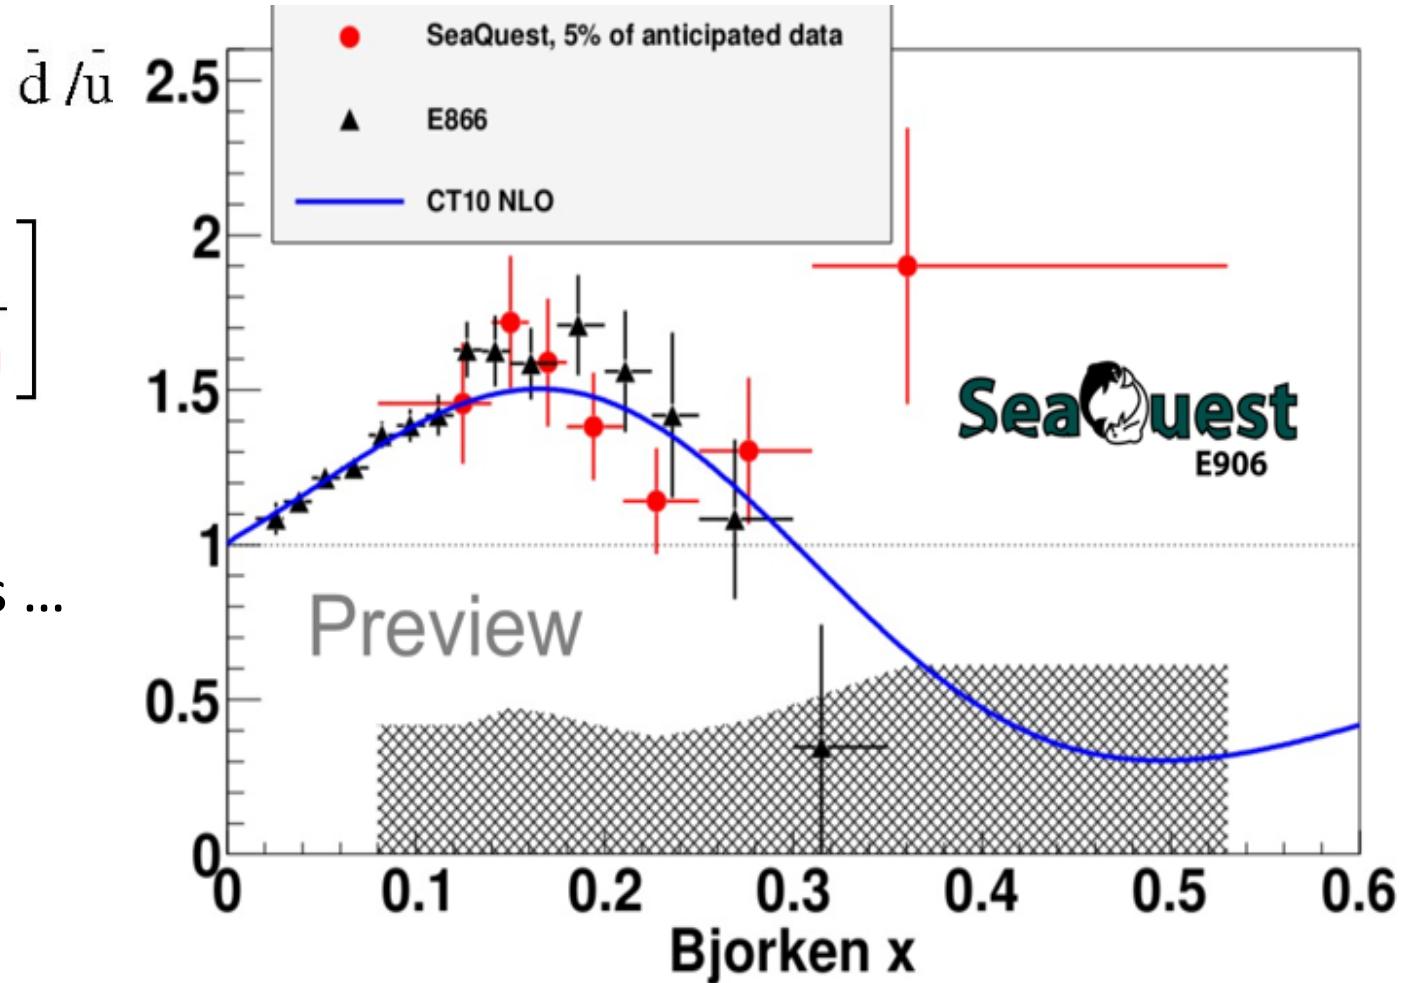 SeaQuest, 5% of anticipated data
E866
CT10 NLO
d̄ /ū
2.5
2
1.5
1
0.5
0
s ...
Preview
SeaQuest
E906
0 0.1 0.2 0.3 0.4 0.5 0.6
Bjorken x